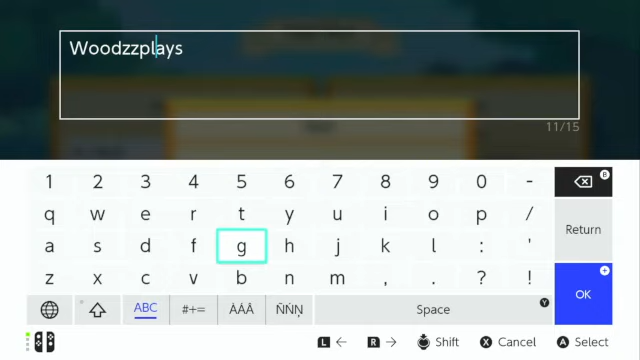 Woodzzplays
11/15
1 2 3 4 5 6 7 8 9 0 -
q w e r t y u i o p /
a s d f g h j k l : '
z x c v b n m , . ? !
B
Return
+
OK
ABC #+= ÀÁÂ ÑÑŅ Space Y
L ← R → Shift X Cancel A Select